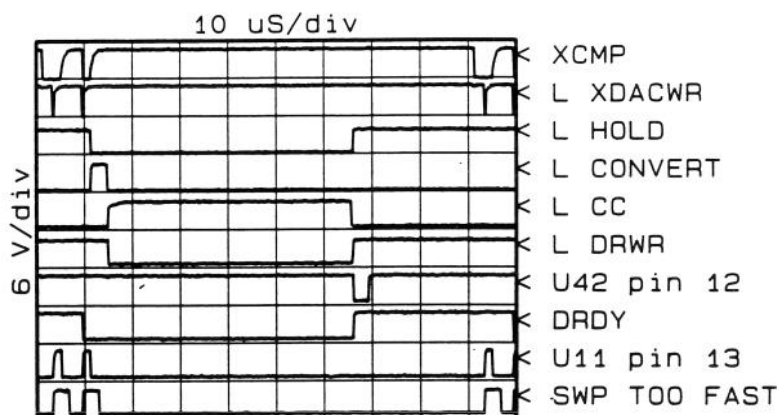 10 uS/div
6 V/div
XCMP
L XDACWR
L HOLD
L CONVERT
L CC
L DRWR
U42 pin 12
DRDY
U11 pin 13
SWP TOO FAST